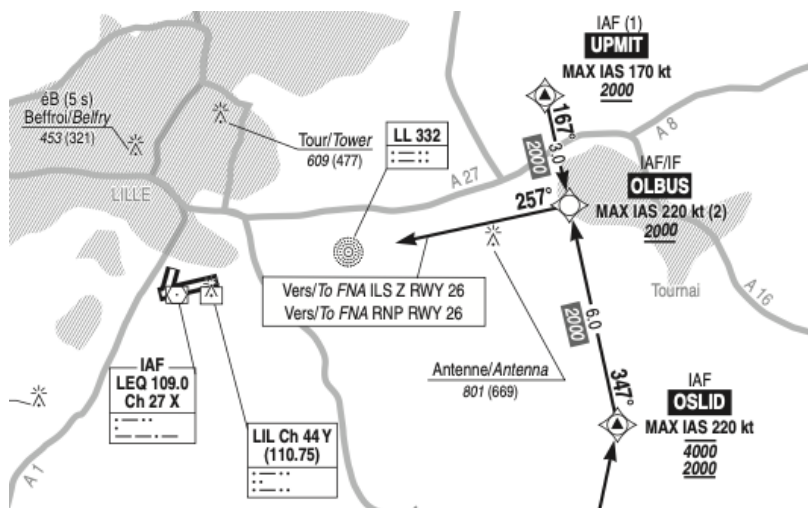 IAF (1)
UPMIT
MAX IAS 170 kt
2000
éB (5 s)
Beffroi/Belfry
453 (321)
Tour/Tower
609 (477)
LL 332
167°
3.0
2000
A 8
A 27
LILLE
IAF/IF
OLBUS
MAX IAS 220 kt (2)
2000
257°
Vers/To FNA ILS Z RWY 26
Vers/To FNA RNP RWY 26
Tournai
A 16
6.0
2000
Antenne/Antenna
801 (669)
347°
IAF
LEQ 109.0
Ch 27 X
LIL Ch 44 Y
(110.75)
IAF
OSLID
MAX IAS 220 kt
4000
2000
A 1